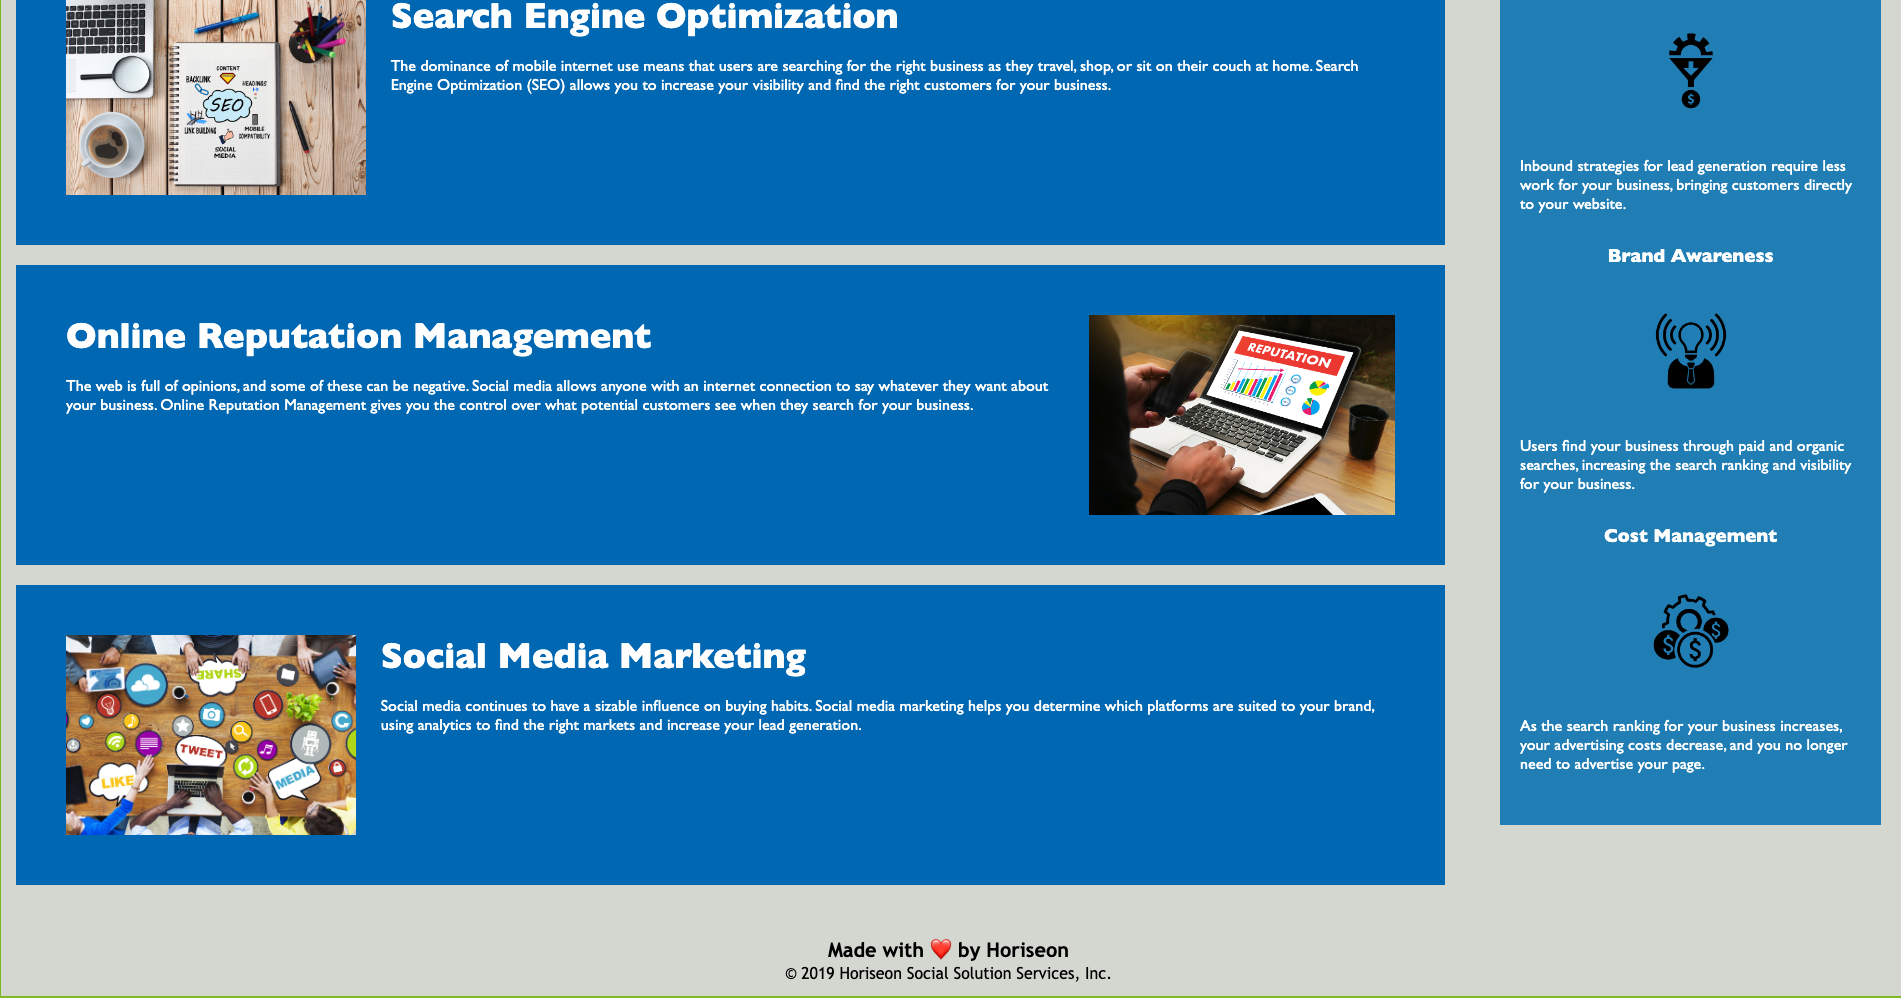 Search Engine Optimization
The dominance of mobile internet use means that users are searching for the right business as they travel, shop, or sit on their couch at home. Search
Engine Optimization (SEO) allows you to increase your visibility and find the right customers for your business.
CONTENT
BACKLINK
HEADINGS
SEO
LINK BUILDING
MOBILE
COMPATIBILITY
SOCIAL
MEDIA
Online Reputation Management
The web is full of opinions, and some of these can be negative. Social media allows anyone with an internet connection to say whatever they want about
your business. Online Reputation Management gives you the control over what potential customers see when they search for your business.
REPUTATION
Social Media Marketing
Social media continues to have a sizable influence on buying habits. Social media marketing helps you determine which platforms are suited to your brand,
using analytics to find the right markets and increase your lead generation.
SHARE
TWEET
LIKE
MEDIA
$
Inbound strategies for lead generation require less
work for your business, bringing customers directly
to your website.
Brand Awareness
Users find your business through paid and organic
searches, increasing the search ranking and visibility
for your business.
Cost Management
$ $ $
As the search ranking for your business increases,
your advertising costs decrease, and you no longer
need to advertise your page.
Made with ❤️ by Horiseon
© 2019 Horiseon Social Solution Services, Inc.